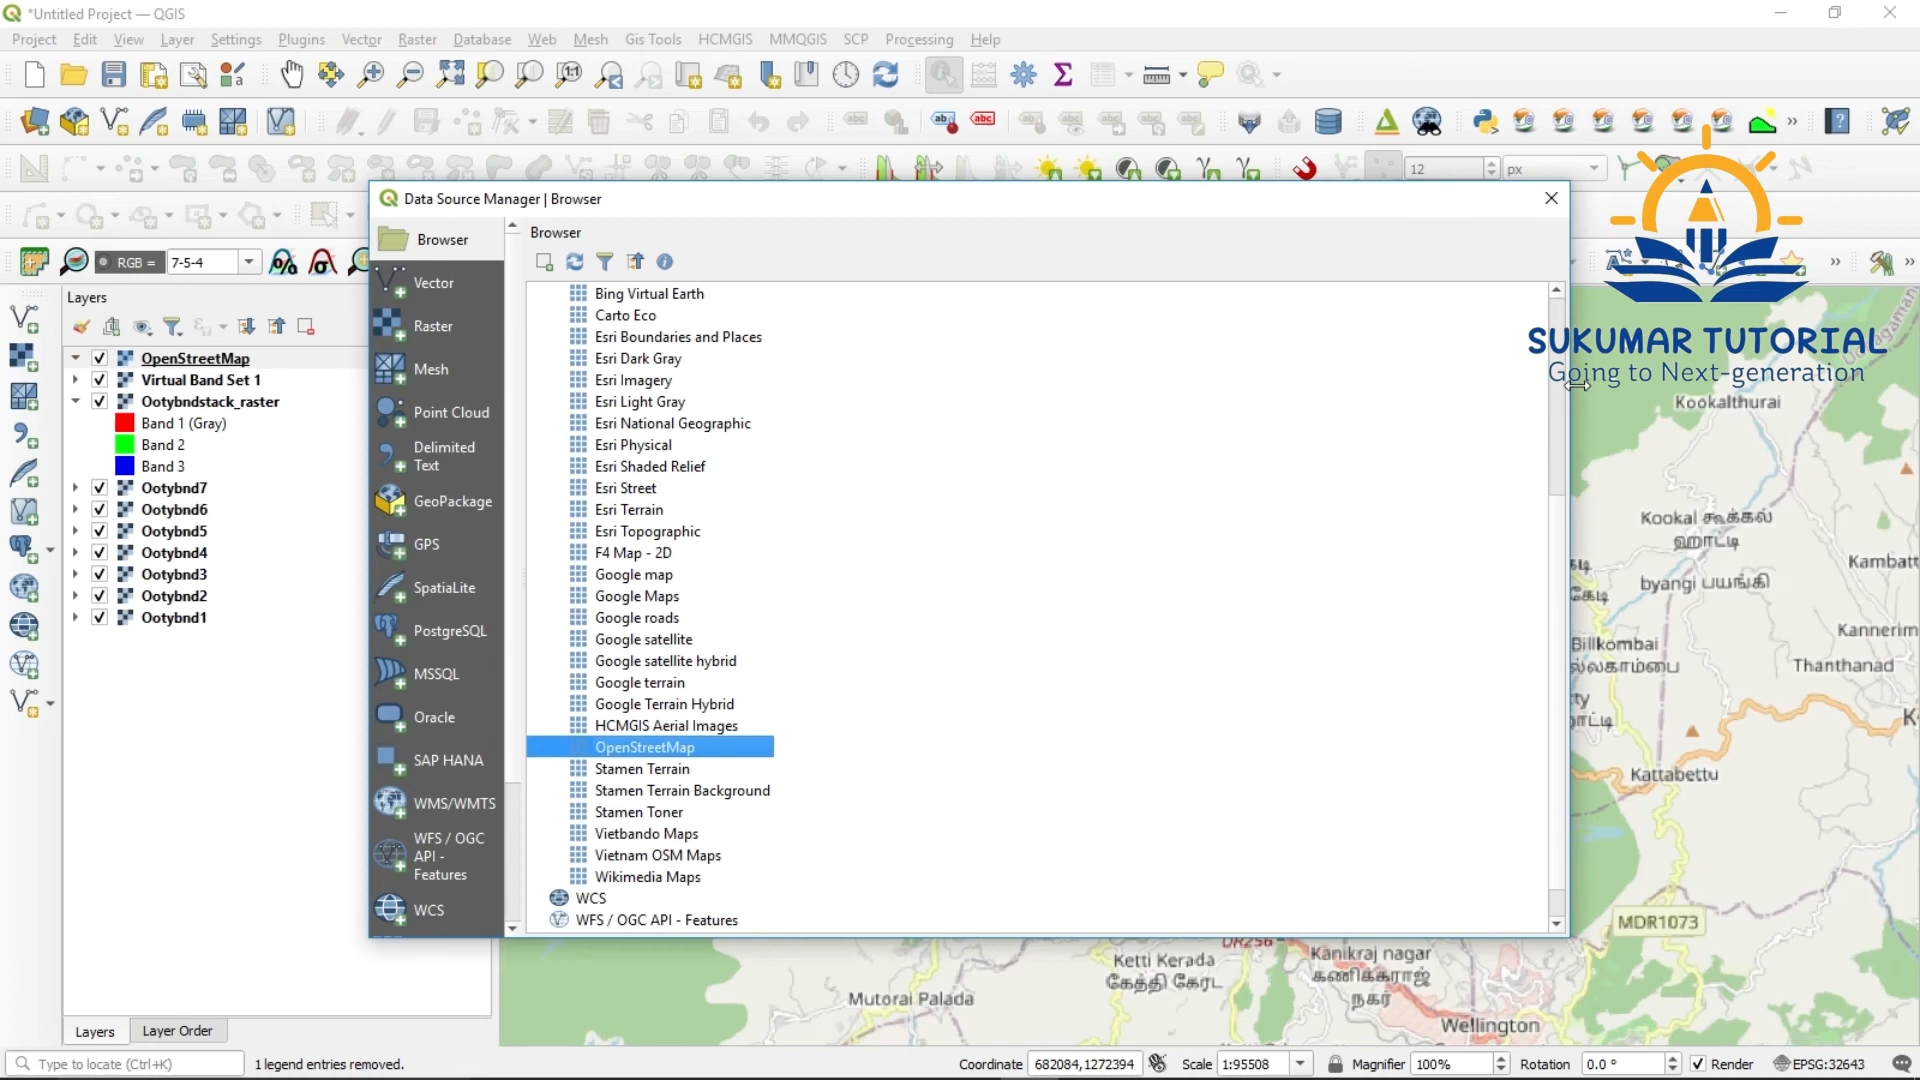 *Untitled Project — QGIS
Project Edit View Layer Settings Plugins Vector Raster Database Web Mesh Gis Tools HCMGIS MMQGIS SCP Processing Help
12 px
Data Source Manager | Browser
RGB = 7-5-4
Browser
Browser
Vector
Raster
Mesh
Point Cloud
Delimited
Text
GeoPackage
GPS
SpatiaLite
PostgreSQL
MSSQL
Oracle
SAP HANA
WMS/WMTS
WFS / OGC
API -
Features
WCS
Bing Virtual Earth
Carto Eco
Esri Boundaries and Places
Esri Dark Gray
Esri Imagery
Esri Light Gray
Esri National Geographic
Esri Physical
Esri Shaded Relief
Esri Street
Esri Terrain
Esri Topographic
F4 Map - 2D
Google map
Google Maps
Google roads
Google satellite
Google satellite hybrid
Google terrain
Google Terrain Hybrid
HCMGIS Aerial Images
OpenStreetMap
Stamen Terrain
Stamen Terrain Background
Stamen Toner
Vietbando Maps
Vietnam OSM Maps
Wikimedia Maps
WCS
WFS / OGC API - Features
Layers
OpenStreetMap
Virtual Band Set 1
Ootybndstack_raster
Band 1 (Gray)
Band 2
Band 3
Ootybnd7
Ootybnd6
Ootybnd5
Ootybnd4
Ootybnd3
Ootybnd2
Ootybnd1
SUKUMAR TUTORIAL
Going to Next-generation
Kookalthurai
Kookal கூக்கல்
ஹாட்டி
Kambatt
byangi பயங்கி
Kannerim
Billkombai
Thanthanad
Kattabettu
MDR1073
Ketti Kerada
கேத்தி கேரட
Kanikraj nagar
கணிக்கராஜ்
நகர்
Mutorai Palada
Wellington
Layers Layer Order
Type to locate (Ctrl+K) 1 legend entries removed. Coordinate 682084,1272394 Scale 1:95508 Magnifier 100% Rotation 0.0 ° Render EPSG:32643